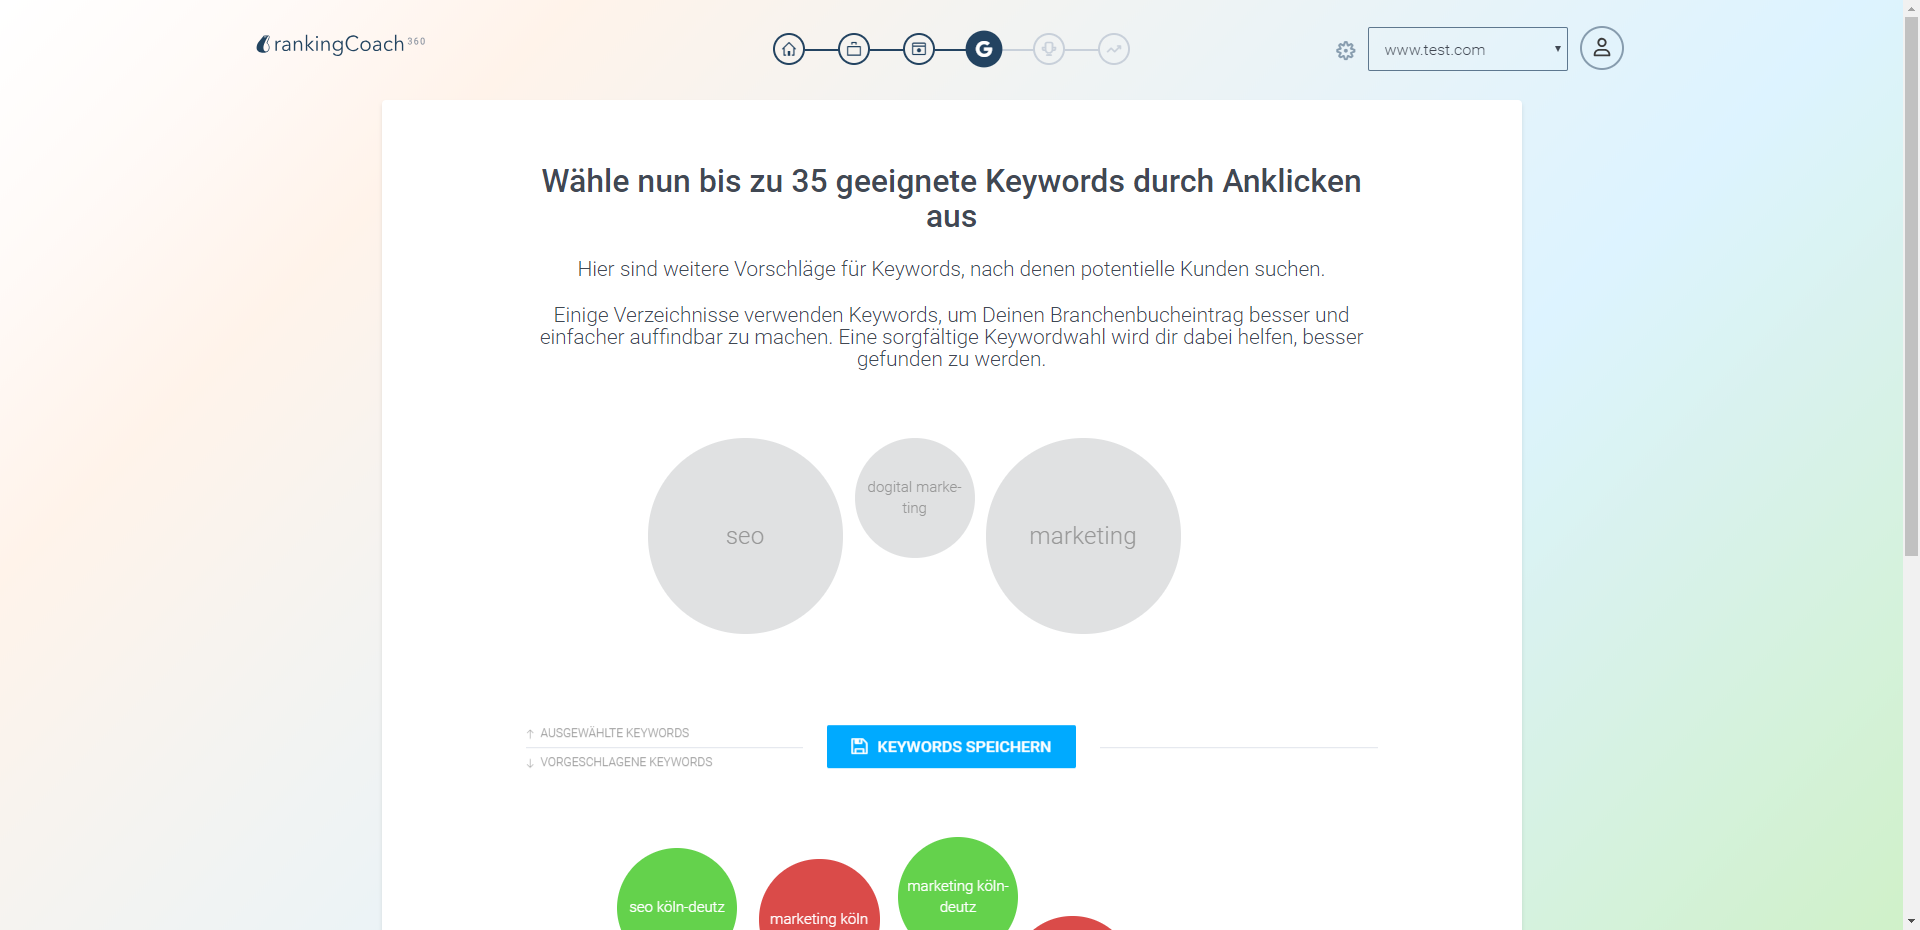 rankingCoach 360
G
www.test.com
Wähle nun bis zu 35 geeignete Keywords durch Anklicken
aus
Hier sind weitere Vorschläge für Keywords, nach denen potentielle Kunden suchen.
Einige Verzeichnisse verwenden Keywords, um Deinen Branchenbucheintrag besser und
einfacher auffindbar zu machen. Eine sorgfältige Keywordwahl wird dir dabei helfen, besser
gefunden zu werden.
seo
dogital marke-
ting
marketing
↑ AUSGEWÄHLTE KEYWORDS
↓ VORGESCHLAGENE KEYWORDS
KEYWORDS SPEICHERN
seo köln-deutz
marketing köln
marketing köln-
deutz